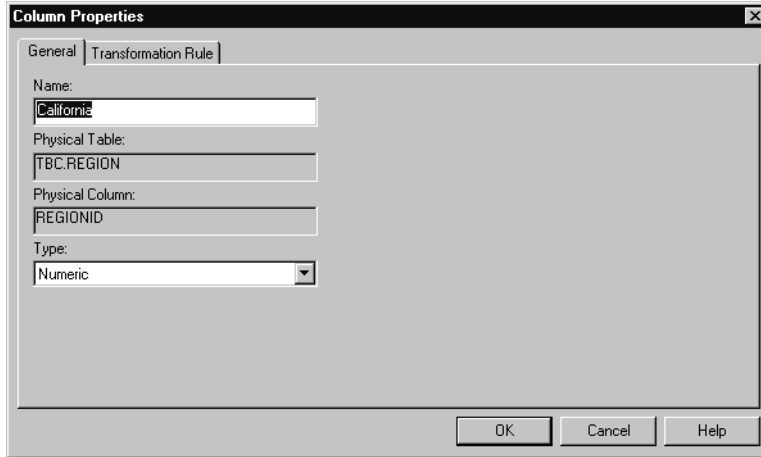 Column Properties
General Transformation Rule
Name:
California
Physical Table:
TBC.REGION
Physical Column:
REGIONID
Type:
Numeric
OK Cancel Help